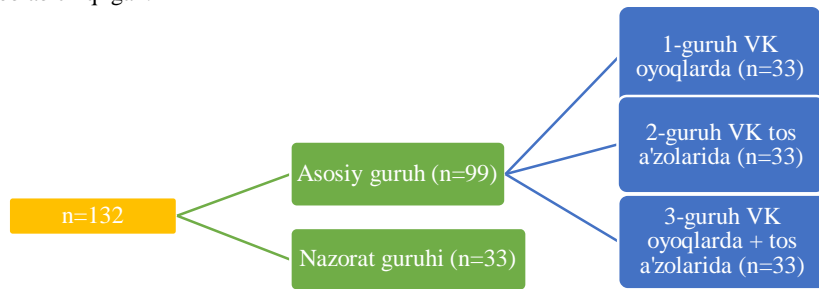 n=132
Asosiy guruh (n=99)
Nazorat guruhi (n=33)
1-guruh VK
oyoqlarda (n=33)
2-guruh VK tos
a'zolarida (n=33)
3-guruh VK
oyoqlarda + tos
a'zolarida (n=33)